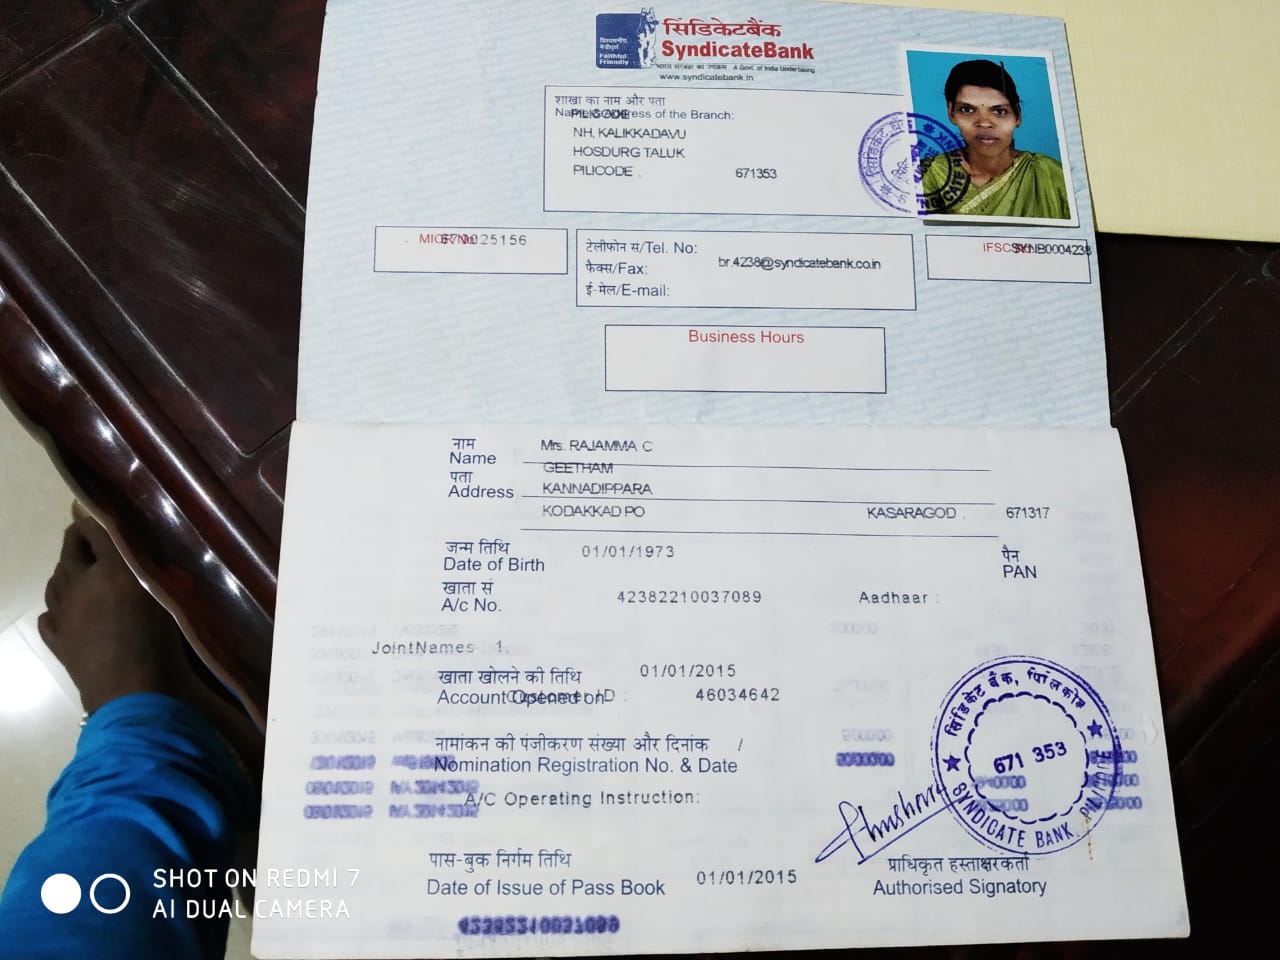 विश्वसनीय, मैत्रीपूर्ण
Faithful Friendly
सिंडिकेटबैंक
SyndicateBank
भारत सरकार का उपक्रम A Govt. of India Undertaking
www.syndicatebank.in
शाखा का नाम और पता
Name & Address of the Branch:
PILICODE
NH, KALIKKADAVU
HOSDURG TALUK
PILICODE . 671353
MICR No 671025156
टेलीफोन सं/Tel. No:
फैक्स/Fax: br.4238@syndicatebank.co.in
ई-मेल/E-mail:
IFSC SYNB0004238
Business Hours
नाम Mrs. RAJAMMA C
Name
GEETHAM
पता
Address KANNADIPPARA
KODAKKAD PO KASARAGOD . 671317
जन्म तिथि 01/01/1973 पैन
Date of Birth PAN
खाता सं
A/c No. 42382210037089 Aadhaar :
JointNames 1.
खाता खोलने की तिथि 01/01/2015
Account Opened on Customer ID : 46034642
नामांकन की पंजीकरण संख्या और दिनांक /
Nomination Registration No. & Date
A/C Operating Instruction:
सिंडिकेट बैंक, पिलिकोड
671 353
SYNDICATE BANK, PILICODE
पास-बुक निर्गम तिथि
Date of Issue of Pass Book 01/01/2015
प्राधिकृत हस्ताक्षरकर्ता
Authorised Signatory
SHOT ON REDMI 7
AI DUAL CAMERA